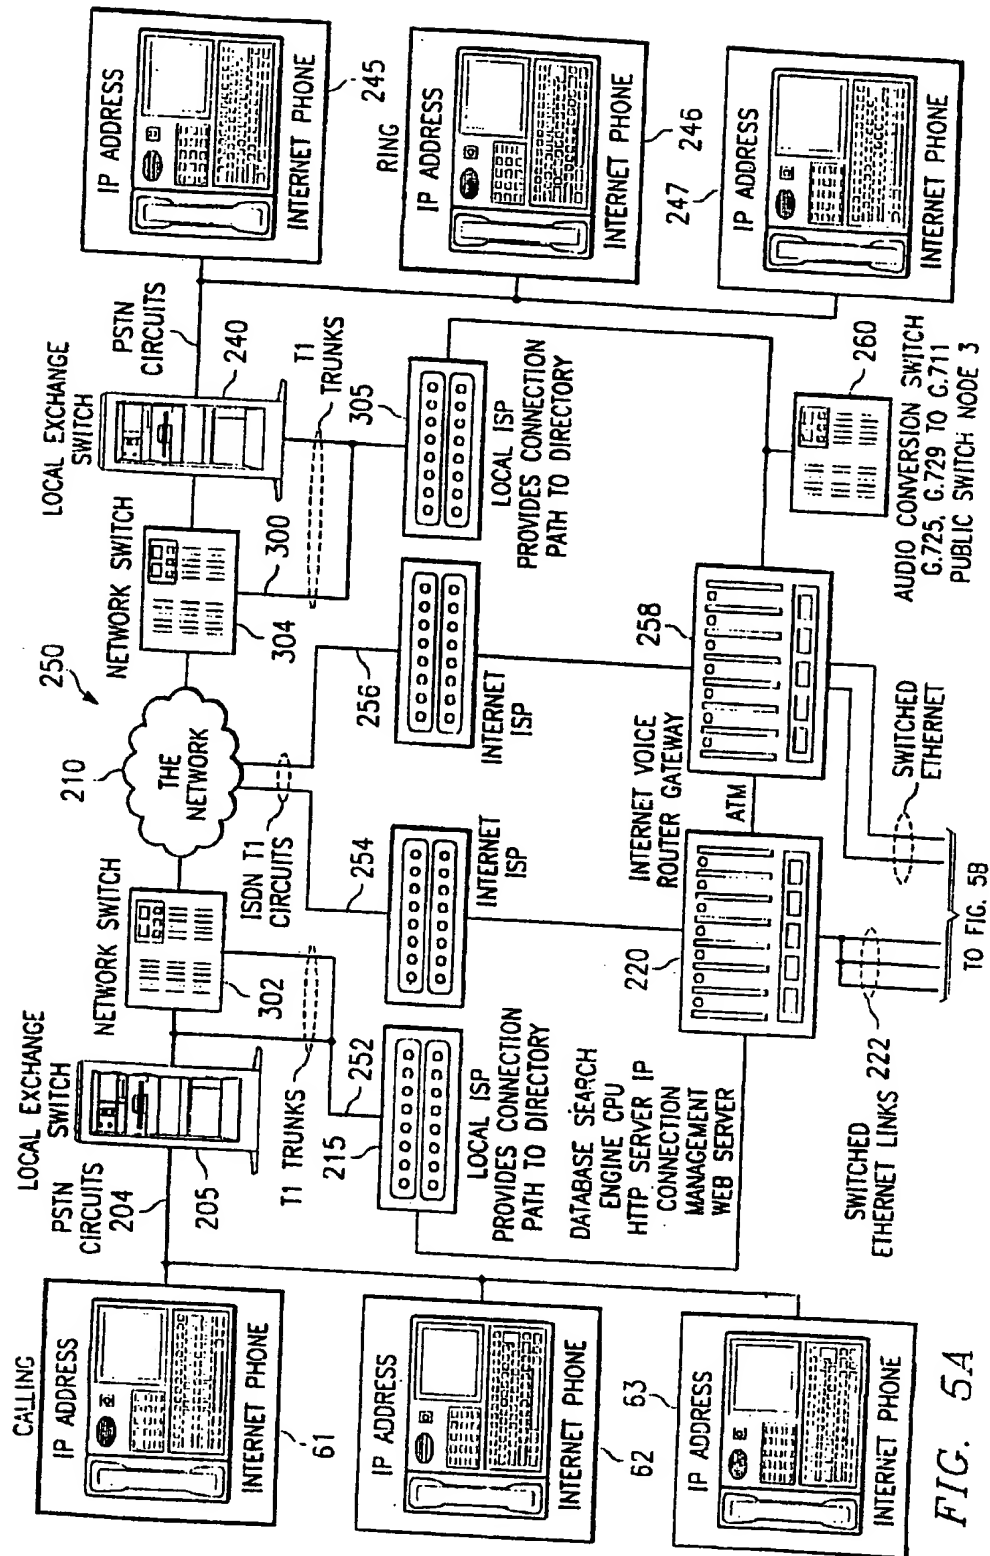 CALLING
IP ADDRESS
INTERNET PHONE
61
IP ADDRESS
INTERNET PHONE
62
63
IP ADDRESS
INTERNET PHONE
PSTN
CIRCUITS
204
LOCAL EXCHANGE
SWITCH
205
NETWORK SWITCH
302
T1 TRUNKS
252
215
LOCAL ISP
PROVIDES CONNECTION
PATH TO DIRECTORY
210
250
THE
NETWORK
ISDN T1
CIRCUITS
254
INTERNET
ISP
256
INTERNET
ISP
NETWORK SWITCH
304
300
LOCAL EXCHANGE
SWITCH
240
PSTN
CIRCUITS
T1
TRUNKS
305
LOCAL ISP
PROVIDES CONNECTION
PATH TO DIRECTORY
IP ADDRESS
INTERNET PHONE
245
RING
IP ADDRESS
INTERNET PHONE
246
247
IP ADDRESS
INTERNET PHONE
DATABASE SEARCH
ENGINE CPU
HTTP SERVER IP
CONNECTION
MANAGEMENT
WEB SERVER
220
INTERNET VOICE
ROUTER GATEWAY
ATM
258
260
AUDIO CONVERSION SWITCH
G.725, G.729 TO G.711
PUBLIC SWITCH NODE 3
SWITCHED
ETHERNET LINKS 222
SWITCHED
ETHERNET
TO FIG. 5B
FIG. 5A